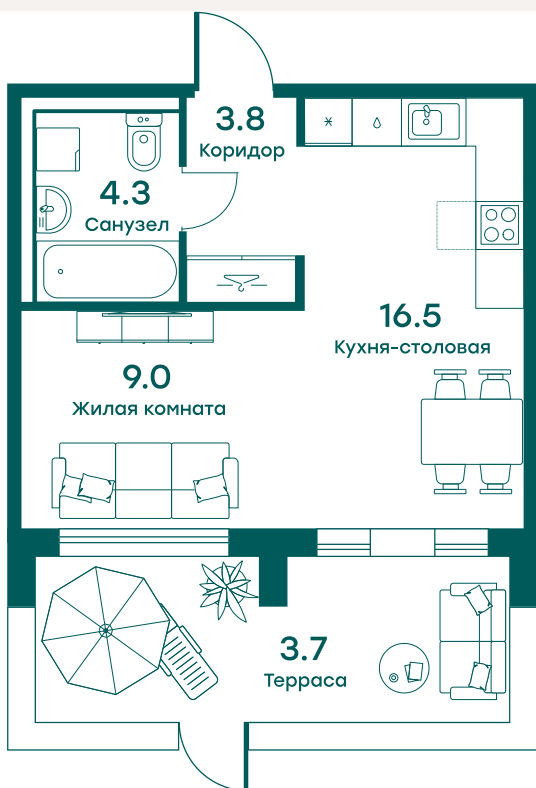 3.8
Коридор
4.3
Санузел
16.5
Кухня-столовая
9.0
Жилая комната
3.7
Терраса